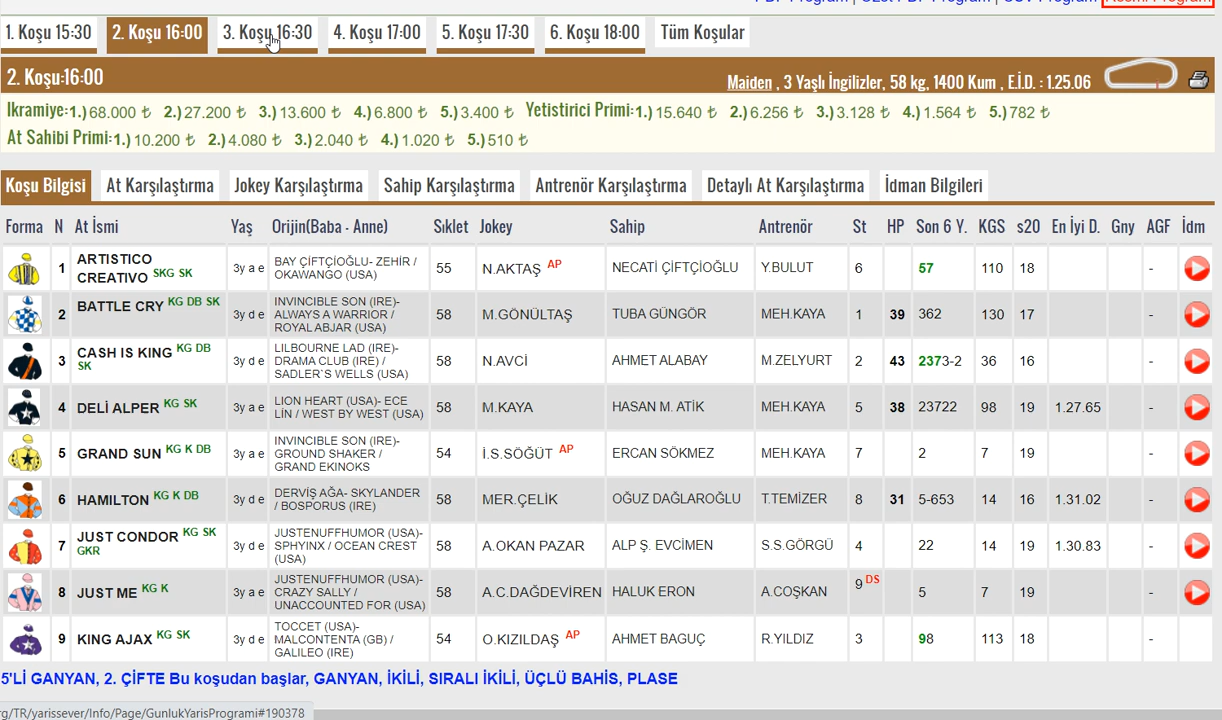 PDF Program | Özet PDF Program | CSV Program Resmi Program
1. Koşu 15:30 2. Koşu 16:00 3. Koşu 16:30 4. Koşu 17:00 5. Koşu 17:30 6. Koşu 18:00 Tüm Koşular
2. Koşu:16:00 Maiden , 3 Yaşlı İngilizler, 58 kg, 1400 Kum , E.İ.D. : 1.25.06
Ikramiye:1.) 68.000 ₺ 2.) 27.200 ₺ 3.) 13.600 ₺ 4.) 6.800 ₺ 5.) 3.400 ₺ Yetistirici Primi:1.) 15.640 ₺ 2.) 6.256 ₺ 3.) 3.128 ₺ 4.) 1.564 ₺ 5.) 782 ₺
At Sahibi Primi:1.) 10.200 ₺ 2.) 4.080 ₺ 3.) 2.040 ₺ 4.) 1.020 ₺ 5.) 510 ₺
Koşu Bilgisi At Karşılaştırma Jokey Karşılaştırma Sahip Karşılaştırma Antrenör Karşılaştırma Detaylı At Karşılaştırma İdman Bilgileri
Forma N At İsmi Yaş Orijin(Baba - Anne) Sıklet Jokey Sahip Antrenör St HP Son 6 Y. KGS s20 En İyi D. Gny AGF İdm
1 ARTISTICO CREATIVO SKG SK 3y a e BAY ÇİFTÇİOĞLU- ZEHİR / OKAWANGO (USA) 55 N.AKTAŞ AP NECATİ ÇİFTÇİOĞLU Y.BULUT 6 57 110 18 -
2 BATTLE CRY KG DB SK 3y d e INVINCIBLE SON (IRE)- ALWAYS A WARRIOR / ROYAL ABJAR (USA) 58 M.GÖNÜLTAŞ TUBA GÜNGÖR MEH.KAYA 1 39 362 130 17 -
3 CASH IS KING KG DB SK 3y d e LILBOURNE LAD (IRE)- DRAMA CLUB (IRE) / SADLER`S WELLS (USA) 58 N.AVCİ AHMET ALABAY M.ZELYURT 2 43 2373-2 36 16 -
4 DELİ ALPER KG SK 3y a e LION HEART (USA)- ECE LİN / WEST BY WEST (USA) 58 M.KAYA HASAN M. ATİK MEH.KAYA 5 38 23722 98 19 1.27.65 -
5 GRAND SUN KG K DB 3y a e INVINCIBLE SON (IRE)- GROUND SHAKER / GRAND EKINOKS 54 İ.S.SÖĞÜT AP ERCAN SÖKMEZ MEH.KAYA 7 2 7 19 -
6 HAMILTON KG K DB 3y d e DERVİŞ AĞA- SKYLANDER / BOSPORUS (IRE) 58 MER.ÇELİK OĞUZ DAĞLAROĞLU T.TEMİZER 8 31 5-653 14 16 1.31.02 -
7 JUST CONDOR KG SK GKR 3y d e JUSTENUFFHUMOR (USA)- SPHYINX / OCEAN CREST (USA) 58 A.OKAN PAZAR ALP Ş. EVCİMEN S.S.GÖRGÜ 4 22 14 19 1.30.83 -
8 JUST ME KG K 3y a e JUSTENUFFHUMOR (USA)- CRAZY SALLY / UNACCOUNTED FOR (USA) 58 A.C.DAĞDEVİREN HALUK ERON A.COŞKAN 9 DS 5 7 19 -
9 KING AJAX KG SK 3y d e TOCCET (USA)- MALCONTENTA (GB) / GALILEO (IRE) 54 O.KIZILDAŞ AP AHMET BAGUÇ R.YILDIZ 3 98 113 18 -
5'Lİ GANYAN, 2. ÇİFTE Bu koşudan başlar, GANYAN, İKİLİ, SIRALI İKİLİ, ÜÇLÜ BAHİS, PLASE
rg/TR/yarissever/Info/Page/GunlukYarisProgrami#190378